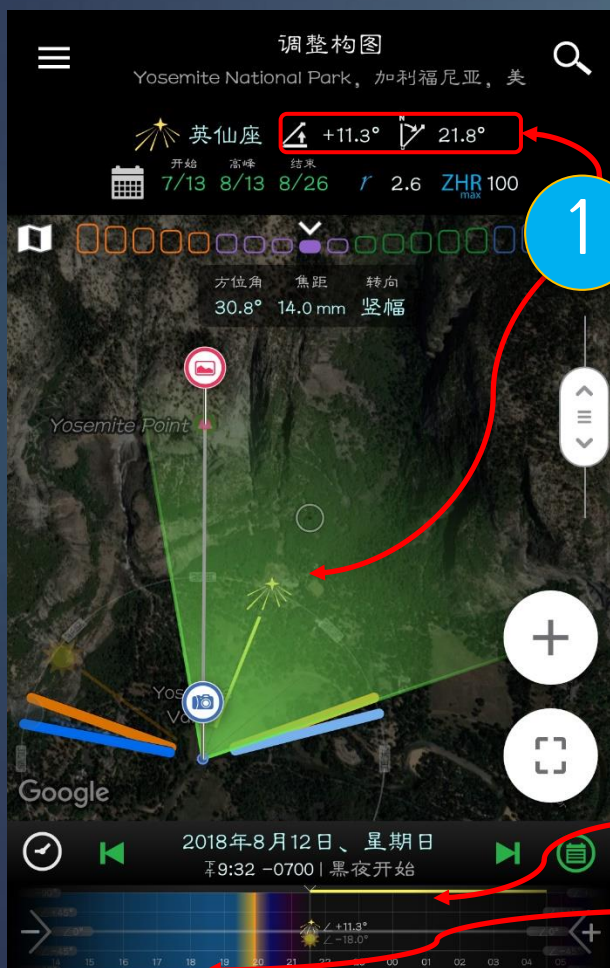 调整构图
Yosemite National Park, 加利福尼亚, 美
英仙座 +11.3° N 21.8°
开始 高峰 结束
7/13 8/13 8/26 r 2.6 ZHR max 100
1
方位角 焦距 转向
30.8° 14.0 mm 竖幅
Yosemite Point
Google
2018年8月12日、星期日
下午9:32 -0700 | 黑夜开始
+45°
∠0°
∠ +11.3°
∠ -18.0°
14 15 16 17 18 19 20 21 22 23 00 01 02 03 04 05